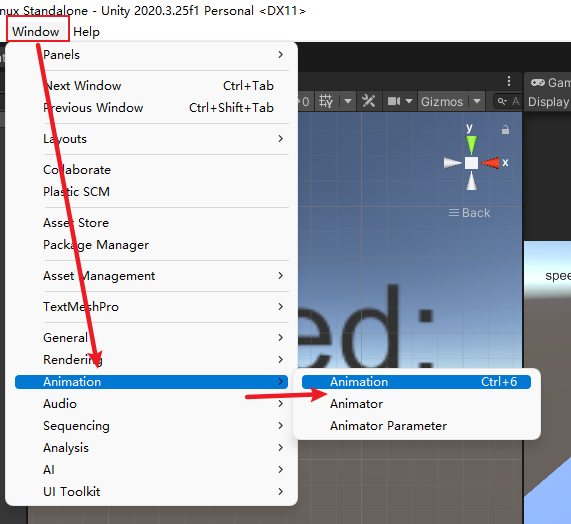 nux Standalone - Unity 2020.3.25f1 Personal <DX11>
Window Help
Panels
Next Window Ctrl+Tab
Previous Window Ctrl+Shift+Tab
Layouts
Collaborate
Plastic SCM
Asset Store
Package Manager
Asset Management
TextMeshPro
General
Rendering
Animation
Audio
Sequencing
Analysis
AI
UI Toolkit
Animation Ctrl+6
Animator
Animator Parameter
0
Gizmos
A
y
x
Back
ed:
Gam
Display
spee